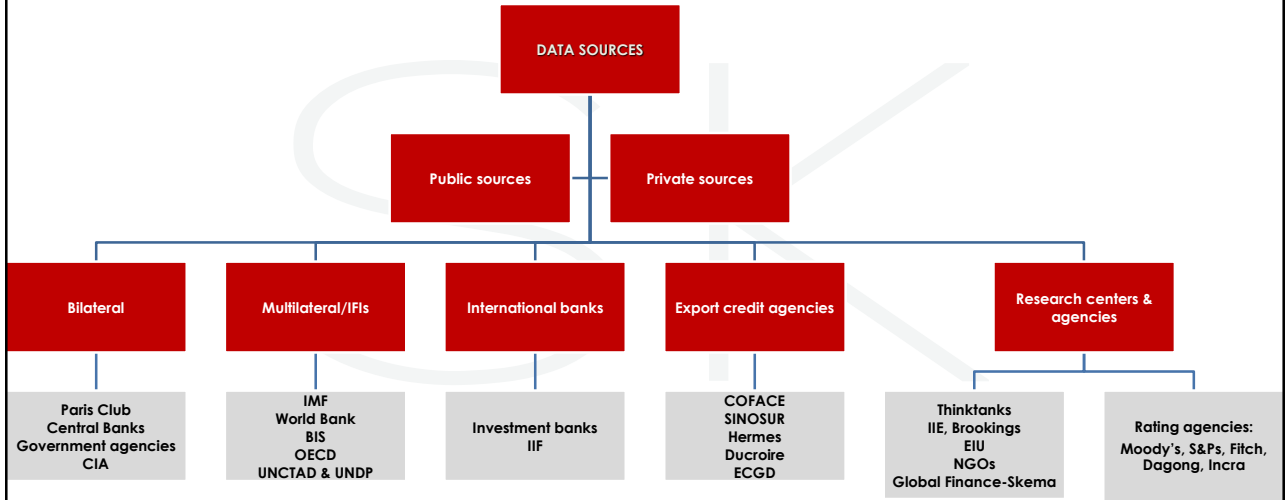 DATA SOURCES
Public sources
Private sources
Bilateral
Multilateral/IFIs
International banks
Export credit agencies
Research centers &
agencies
Paris Club
Central Banks
Government agencies
CIA
IMF
World Bank
BIS
OECD
UNCTAD & UNDP
Investment banks
IIF
COFACE
SINOSUR
Hermes
Ducroire
ECGD
Thinktanks
IIE, Brookings
EIU
NGOs
Global Finance-Skema
Rating agencies:
Moody's, S&Ps, Fitch,
Dagong, Incra
SK